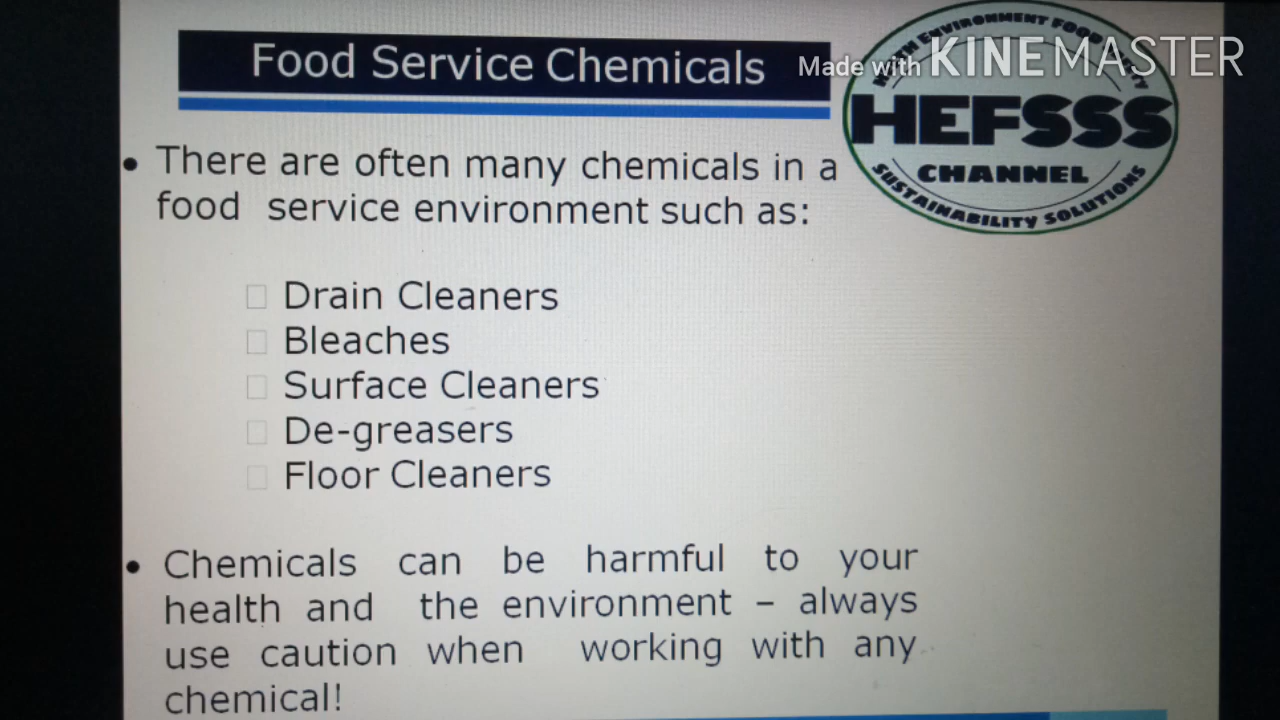 Food Service Chemicals
Made with KINEMASTER
HEFSSS
CHANNEL
SUSTAINABILITY SOLUTIONS
• There are often many chemicals in a
food service environment such as:
Drain Cleaners
Bleaches
Surface Cleaners
De-greasers
Floor Cleaners
• Chemicals can be harmful to your
health and the environment – always
use caution when working with any
chemical!